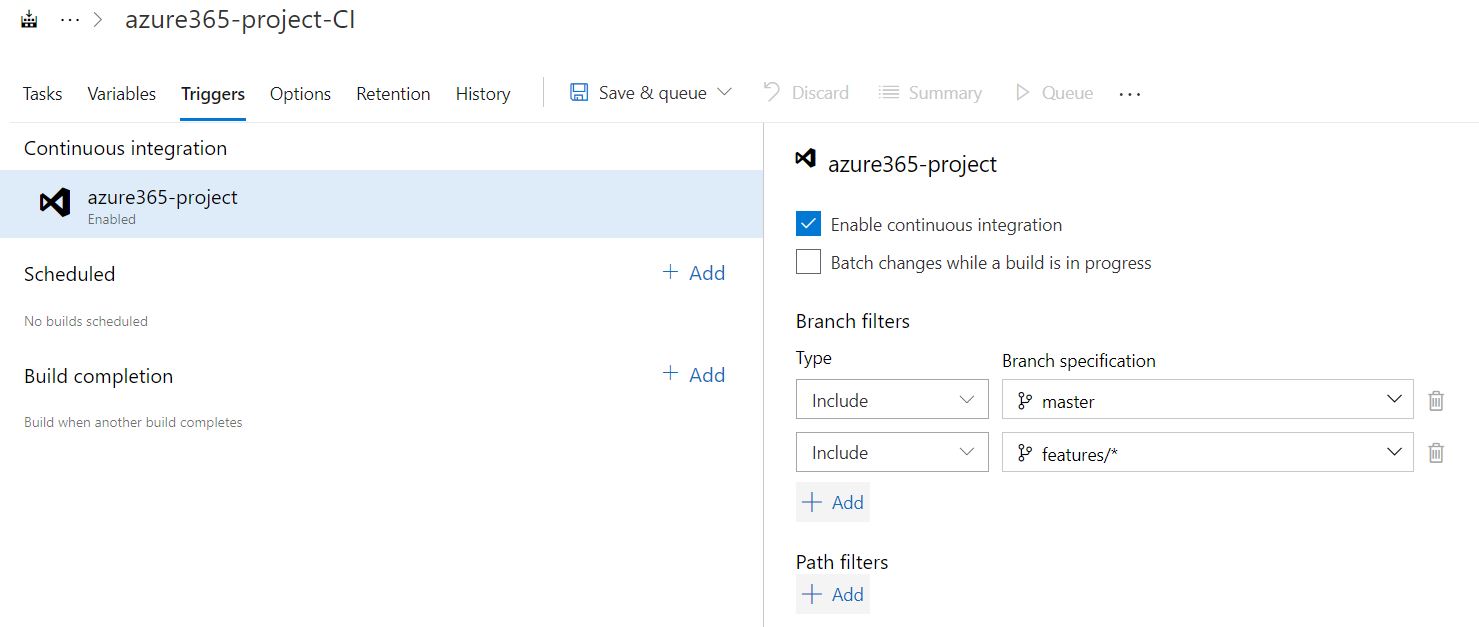 ··· > azure365-project-CI
Tasks Variables Triggers Options Retention History Save & queue Discard Summary Queue ···
Continuous integration
azure365-project
Enabled
Scheduled + Add
No builds scheduled
Build completion + Add
Build when another build completes
azure365-project
Enable continuous integration
Batch changes while a build is in progress
Branch filters
Type Branch specification
Include master
Include features/*
+ Add
Path filters
+ Add